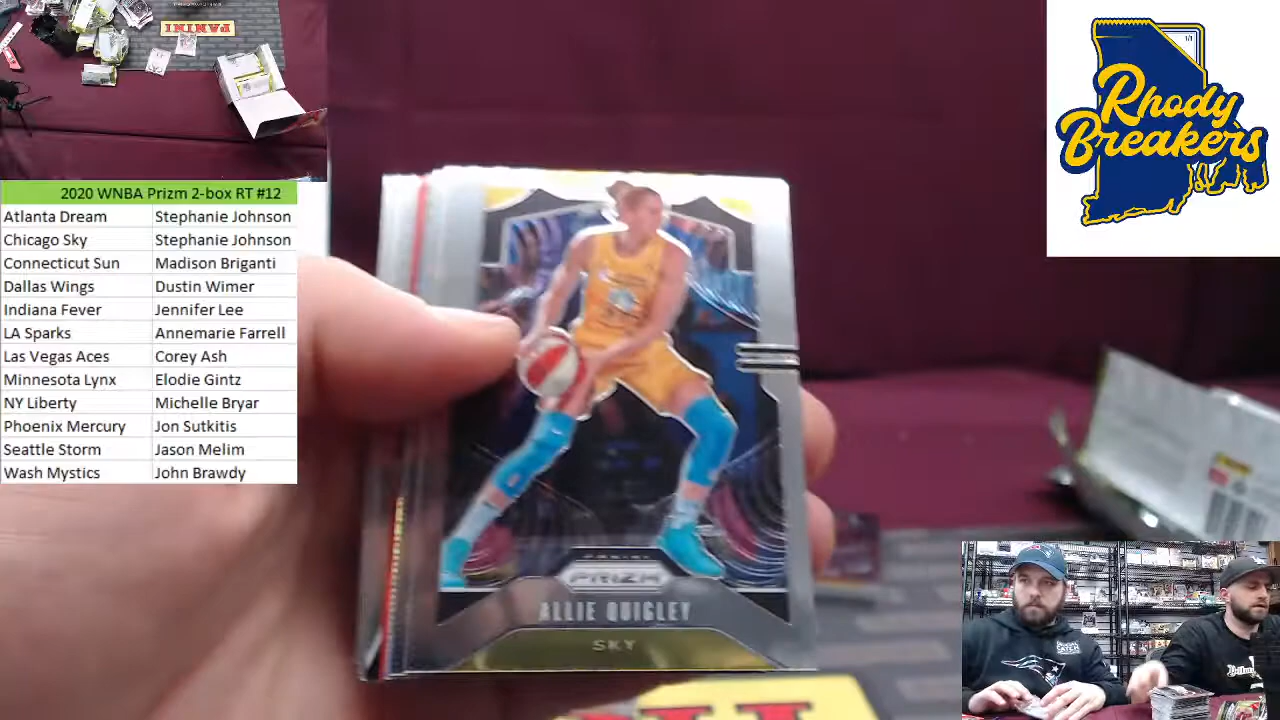 PANINI
2020 WNBA Prizm 2-box RT #12
Atlanta Dream Stephanie Johnson
Chicago Sky Stephanie Johnson
Connecticut Sun Madison Briganti
Dallas Wings Dustin Wimer
Indiana Fever Jennifer Lee
LA Sparks Annemarie Farrell
Las Vegas Aces Corey Ash
Minnesota Lynx Elodie Gintz
NY Liberty Michelle Bryar
Phoenix Mercury Jon Sutkitis
Seattle Storm Jason Melim
Wash Mystics John Brawdy
PANINI
PRIZM
ALLIE QUIGLEY
SKY
1/1
Rhody
Breakers